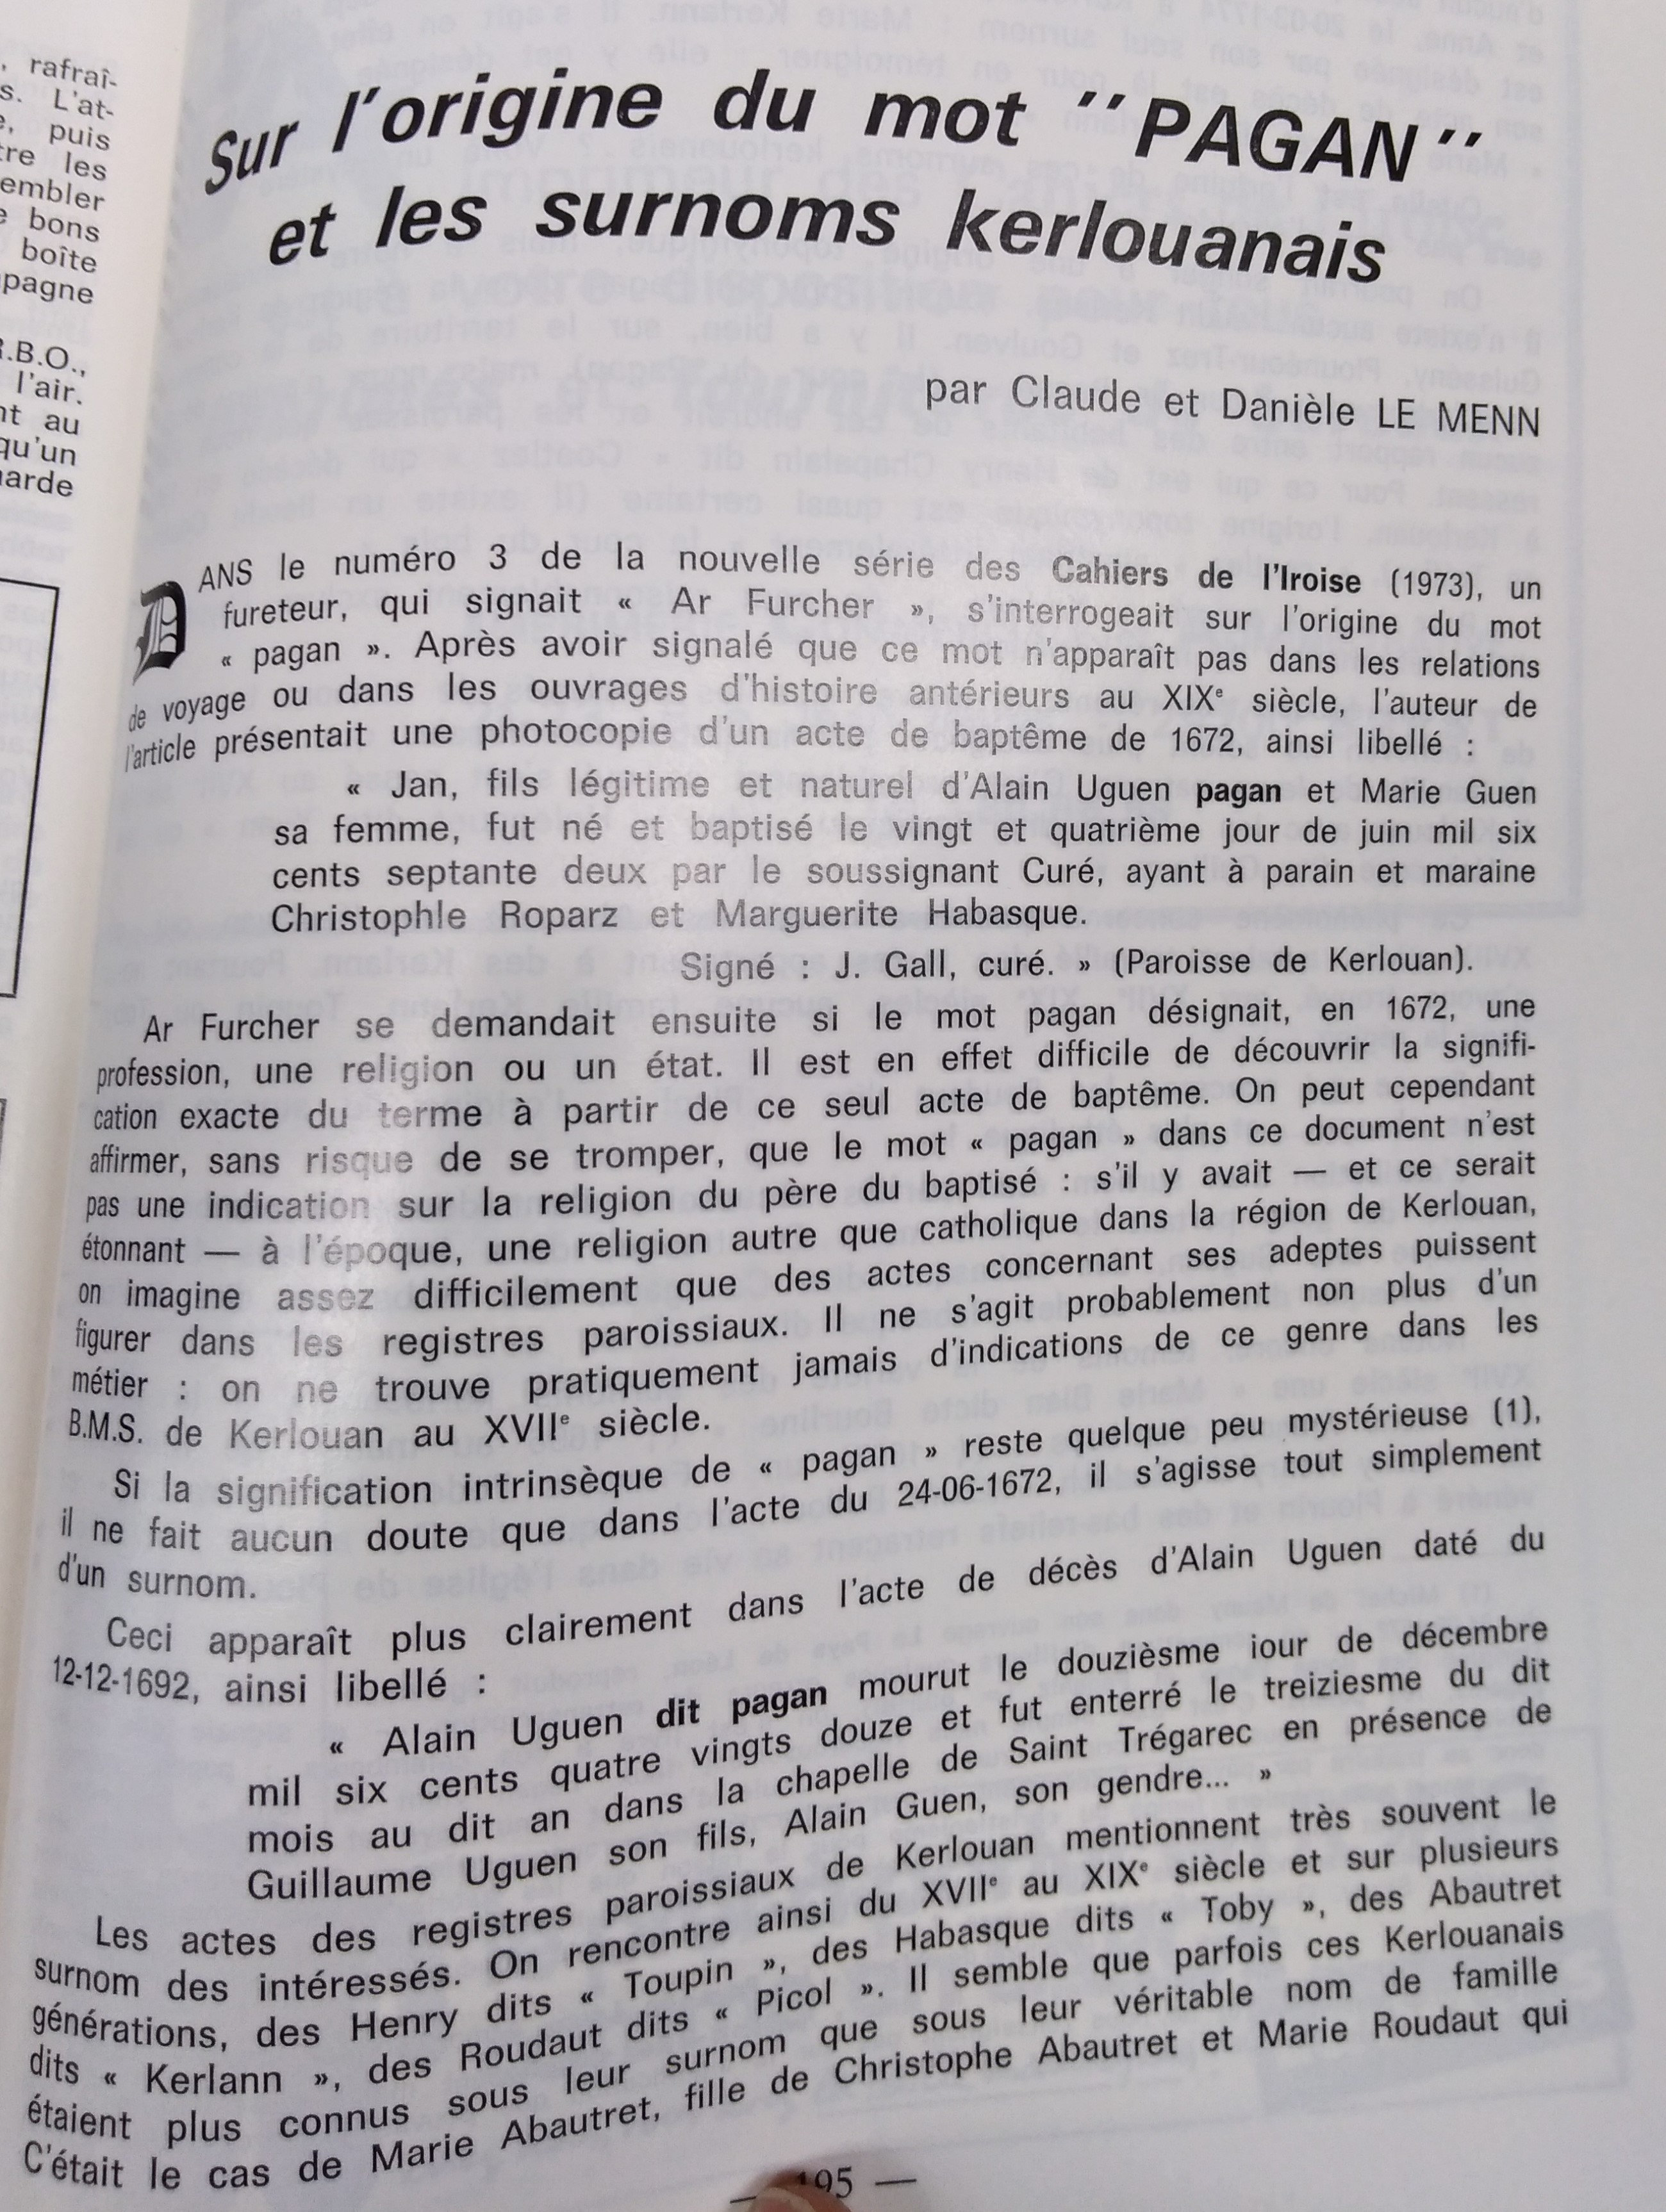 , rafraî-
s. L'at-
e, puis
tre les
embler
e bons
boîte
pagne
R.B.O.,
l'air.
nt au
qu'un
arde
Sur l'origine du mot "PAGAN"
et les surnoms kerlouanais
par Claude et Danièle LE MENN
DANS le numéro 3 de la nouvelle série des Cahiers de l'Iroise (1973), un
fureteur, qui signait « Ar Furcher », s'interrogeait sur l'origine du mot
« pagan ». Après avoir signalé que ce mot n'apparaît pas dans les relations
de voyage ou dans les ouvrages d'histoire antérieurs au XIXe siècle, l'auteur de
l'article présentait une photocopie d'un acte de baptême de 1672, ainsi libellé :
« Jan, fils légitime et naturel d'Alain Uguen pagan et Marie Guen
sa femme, fut né et baptisé le vingt et quatrième jour de juin mil six
cents septante deux par le soussignant Curé, ayant à parain et maraine
Christophle Roparz et Marguerite Habasque.
Signé : J. Gall, curé. » (Paroisse de Kerlouan).
Ar Furcher se demandait ensuite si le mot pagan désignait, en 1672, une
profession, une religion ou un état. Il est en effet difficile de découvrir la signifi-
cation exacte du terme à partir de ce seul acte de baptême. On peut cependant
affirmer, sans risque de se tromper, que le mot « pagan » dans ce document n'est
pas une indication sur la religion du père du baptisé : s'il y avait — et ce serait
étonnant — à l'époque, une religion autre que catholique dans la région de Kerlouan,
on imagine assez difficilement que des actes concernant ses adeptes puissent
figurer dans les registres paroissiaux. Il ne s'agit probablement non plus d'un
métier : on ne trouve pratiquement jamais d'indications de ce genre dans les
B.M.S. de Kerlouan au XVIIe siècle.
Si la signification intrinsèque de « pagan » reste quelque peu mystérieuse (1),
il ne fait aucun doute que dans l'acte du 24-06-1672, il s'agisse tout simplement
d'un surnom.
Ceci apparaît plus clairement dans l'acte de décès d'Alain Uguen daté du
12-12-1692, ainsi libellé :
« Alain Uguen dit pagan mourut le douzièsme iour de décembre
mil six cents quatre vingts douze et fut enterré le treiziesme du dit
mois au dit an dans la chapelle de Saint Trégarec en présence de
Guillaume Uguen son fils, Alain Guen, son gendre... »
Les actes des registres paroissiaux de Kerlouan mentionnent très souvent le
surnom des intéressés. On rencontre ainsi du XVIIe au XIXe siècle et sur plusieurs
générations, des Henry dits « Toupin », des Habasque dits « Toby », des Abautret
dits « Kerlann », des Roudaut dits « Picol ». Il semble que parfois ces Kerlouanais
étaient plus connus sous leur surnom que sous leur véritable nom de famille
C'était le cas de Marie Abautret, fille de Christophe Abautret et Marie Roudaut qui
— 195 —